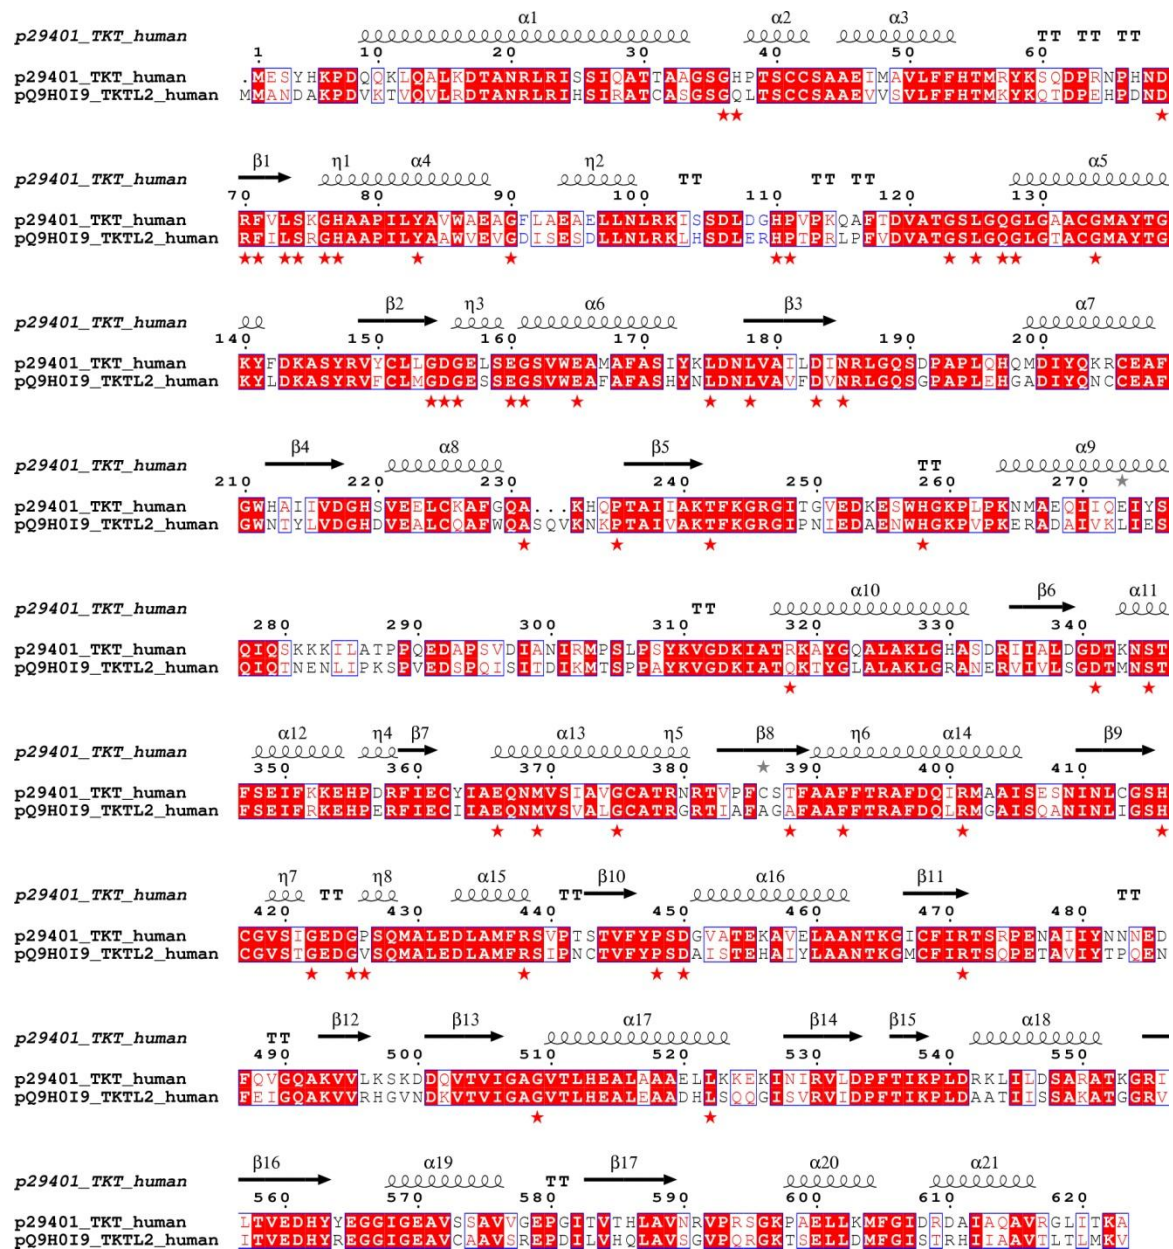 α1 α2 α3
p29401_TKT_human TT TT TT
1 10 20 30 40 50 60
p29401_TKT_human .MESYHKPDQQKLQALKDTANRLRISSIQATTAAGSGHPTSCCSAAEIMAVLFFHTMRYKSQDPRNPHND
pQ9H0I9_TKTL2_human MMANDAKPDVKTVQVLRDTANRLRIHSIRATCASGSGQLTSCCSAAEVVSVLFFHTMKYKQTDPEHPDND
β1 η1 α4 η2 α5
p29401_TKT_human TT TT TT
70 80 90 100 110 120 130
p29401_TKT_human RFVLSKGHAAPILYAVWAEAGFLAEAELLNLRKISSDLDGHPVPKQAFTDVATGSLGQGLGAACGMAYTG
pQ9H0I9_TKTL2_human RFILSRGHAAPILYAAWVEVGDISESDLLNLRKLHSDLERHPTPRLPFVDVATGSLGQGLGTACGMAYTG
β2 η3 α6 β3 α7
p29401_TKT_human
140 150 160 170 180 190 200
p29401_TKT_human KYFDKASYRVYCLLGDGELSEGSVWEAMAFASIYKLDNLVAILDINRLGQSDPAPLQHQMDIYQKRCEAF
pQ9H0I9_TKTL2_human KYLDKASYRVFCLMGDGESSEGSVWEAFAFASHYNLDNLVAVFDVNRLGQSGPAPLEHGADIYQNCCEAF
β4 α8 β5 α9
p29401_TKT_human TT
210 220 230 240 250 260 270
p29401_TKT_human GWHAIIVDGHSVEELCKAFGQA...KHQPTAIIAKTFKGRGITGVEDKESWHGKPLPKNMAEQIIQEIYS
pQ9H0I9_TKTL2_human GWNTYLVDGHDVEALCQAFWQASQVKNKPTAIVAKTFKGRGIPNIEDAENWHGKPVPKERADAIVKLIES
α10 β6 α11
p29401_TKT_human TT
280 290 300 310 320 330 340
p29401_TKT_human QIQSKKKILATPPQEDAPSVDIANIRMPSLPSYKVGDKIATRKAYGQALAKLGHASDRIIALDGDTKNST
pQ9H0I9_TKTL2_human QIQTNENLIPKSPVEDSPQISITDIKMTSPPAYKVGDKIATQKTYGLALAKLGRANERVIVLSGDTMNST
α12 η4 β7 α13 η5 β8 η6 α14 β9
p29401_TKT_human
350 360 370 380 390 400 410
p29401_TKT_human FSEIFKKEHPDRFIECYIAEQNMVSIAVGCATRNRTVPFCSTFAAFFTRAFDQIRMAAISESNINLCGSH
pQ9H0I9_TKTL2_human FSEIFRKEHPERFIECIIAEQNMVSVALGCATRGRTIAFAGAFAAFFTRAFDQLRMGAISQANINLIGSH
η7 η8 α15 β10 α16 β11
p29401_TKT_human TT TT TT
420 430 440 450 460 470 480
p29401_TKT_human CGVSIGEDGPSQMALEDLAMFRSVPTSTVFYPSDGVATEKAVELAANTKGICFIRTSRPENAIIYNNNED
pQ9H0I9_TKTL2_human CGVSTGEDGVSQMALEDLAMFRSIPNCTVFYPSDAISTEHAIYLAANTKGMCFIRTSQPETAVIYTPQEN
β12 β13 α17 β14 β15 α18
p29401_TKT_human TT
490 500 510 520 530 540 550
p29401_TKT_human FQVGQAKVVLKSKDDQVTVIGAGVTLHEALAAAELLKKEKINIRVLDPFTIKPLDRKLILDSARATKGRI
pQ9H0I9_TKTL2_human FEIGQAKVVRHGVNDKVTVIGAGVTLHEALEAADHLSQQGISVRVIDPFTIKPLDAATIISSAKATGGRV
β16 α19 β17 α20 α21
p29401_TKT_human TT
560 570 580 590 600 610 620
p29401_TKT_human LTVEDHYYEGGIGEAVSSAVVGEPGITVTHLAVNRVPRSGKPAELLKMFGIDRDAIAQAVRGLITKA
pQ9H0I9_TKTL2_human ITVEDHYREGGIGEAVCAAVSREPDILVHQLAVSGVPQRGKTSELLDMFGISTRHIIAAVTLTLMKV